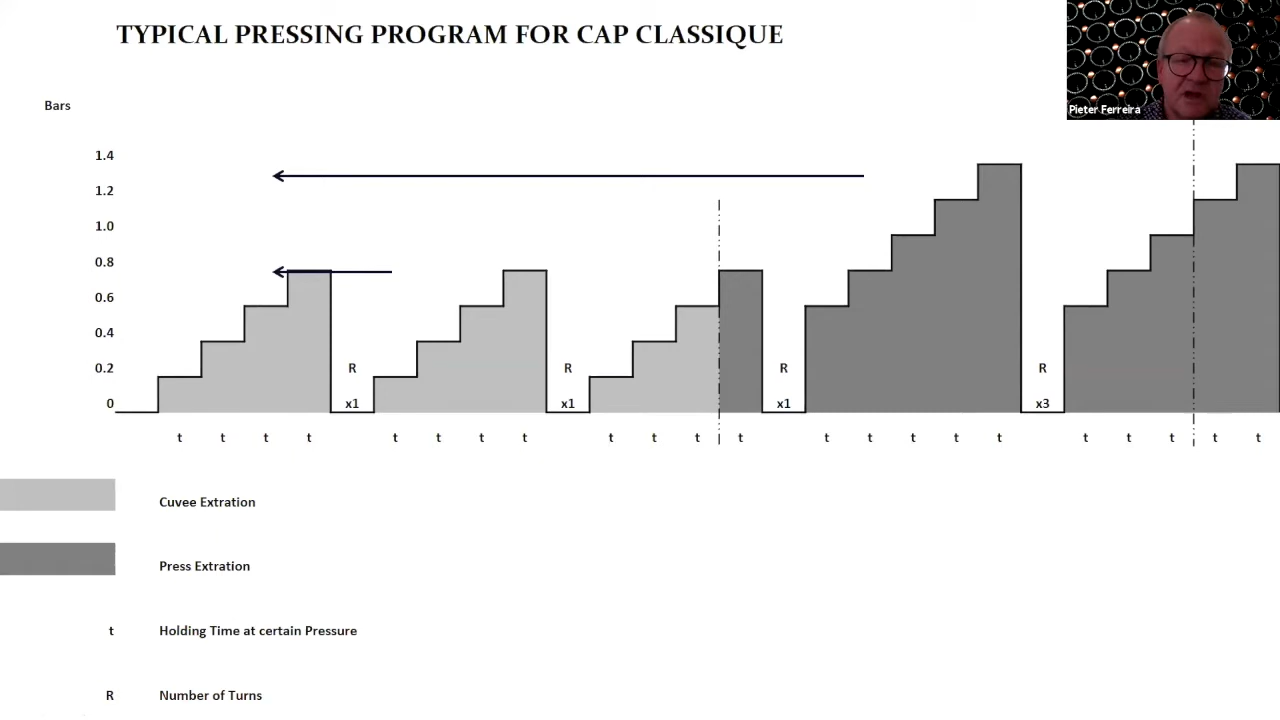 TYPICAL PRESSING PROGRAM FOR CAP CLASSIQUE
Pieter Ferreira
Bars
1.4
1.2
1.0
0.8
0.6
0.4
0.2
0
R R R R
x1 x1 x1 x3
t t t t t t t t t t t t t t t t t t t t t t
Cuvee Extration
Press Extration
t Holding Time at certain Pressure
R Number of Turns